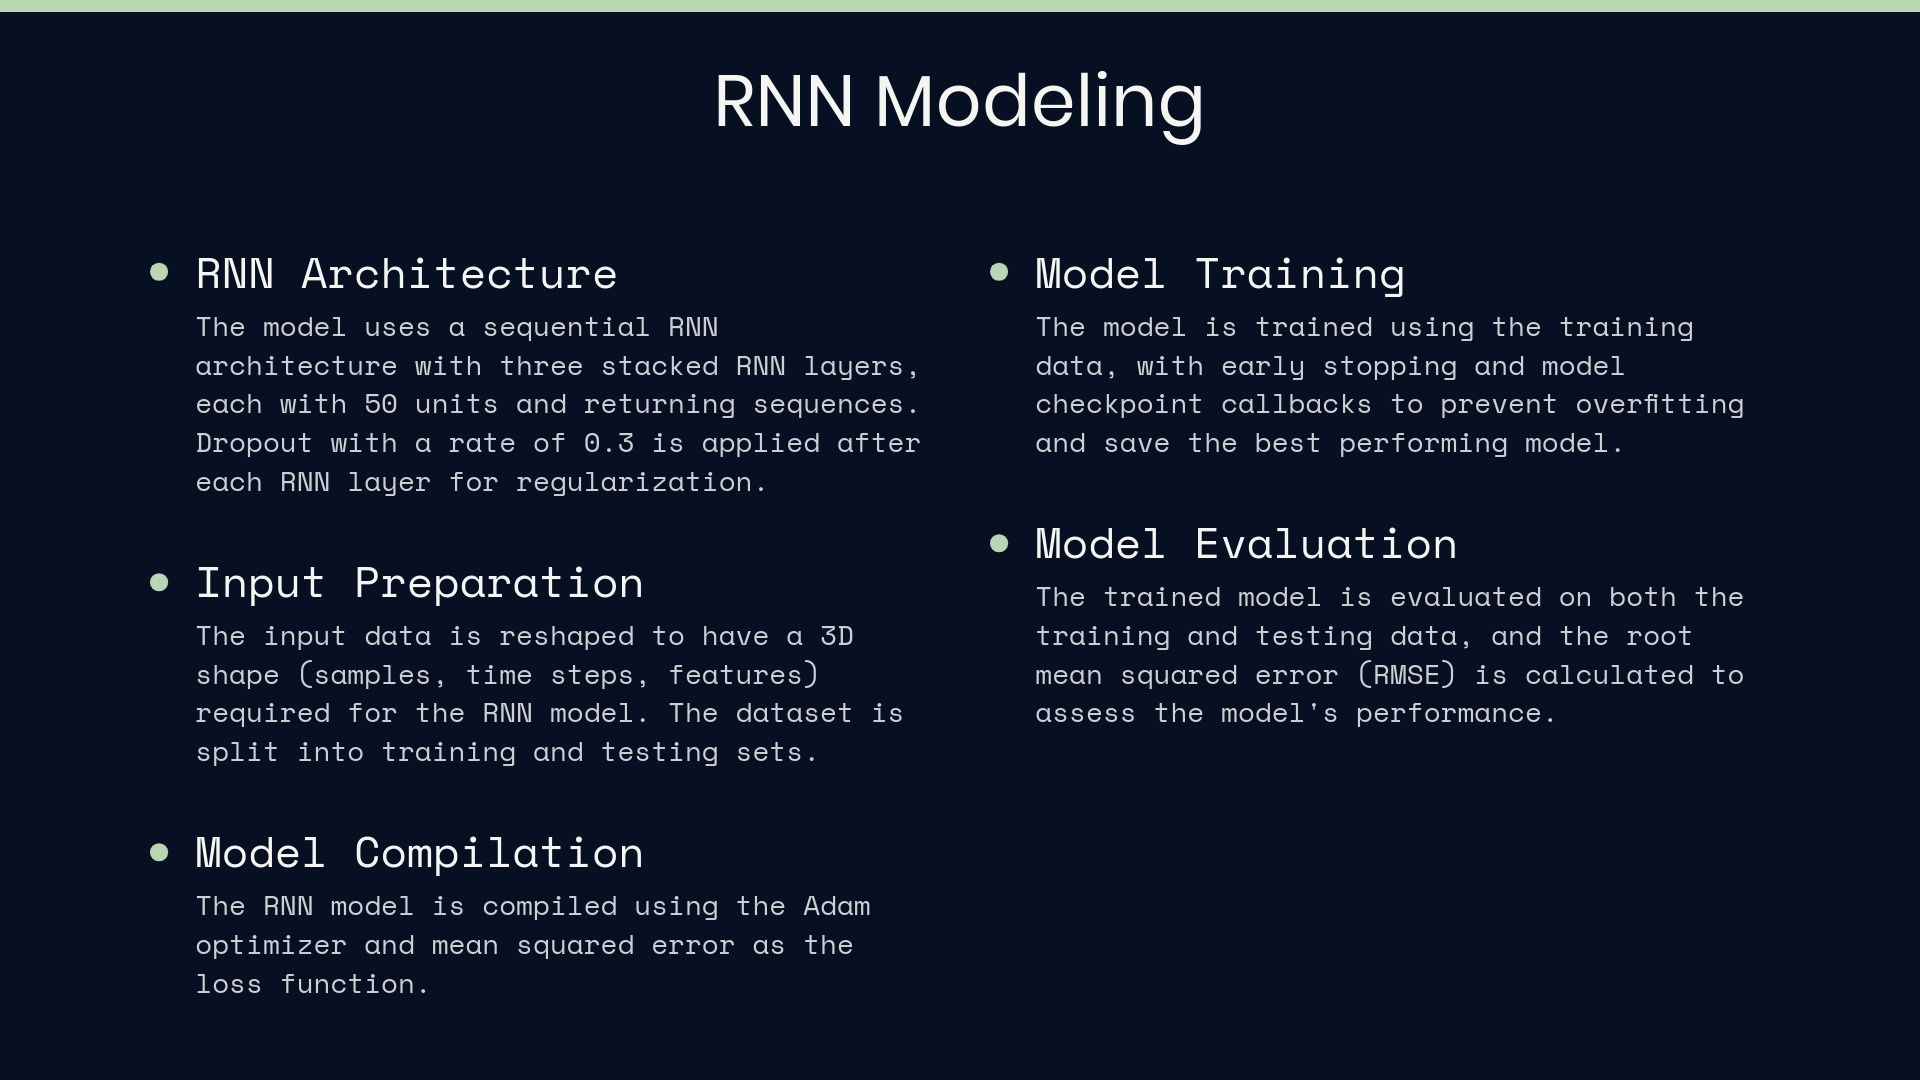 RNN Modeling
RNN Architecture
The model uses a sequential RNN
architecture with three stacked RNN layers,
each with 50 units and returning sequences.
Dropout with a rate of 0.3 is applied after
each RNN layer for regularization.
Input Preparation
The input data is reshaped to have a 3D
shape (samples, time steps, features)
required for the RNN model. The dataset is
split into training and testing sets.
Model Compilation
The RNN model is compiled using the Adam
optimizer and mean squared error as the
loss function.
Model Training
The model is trained using the training
data, with early stopping and model
checkpoint callbacks to prevent overfitting
and save the best performing model.
Model Evaluation
The trained model is evaluated on both the
training and testing data, and the root
mean squared error (RMSE) is calculated to
assess the model's performance.